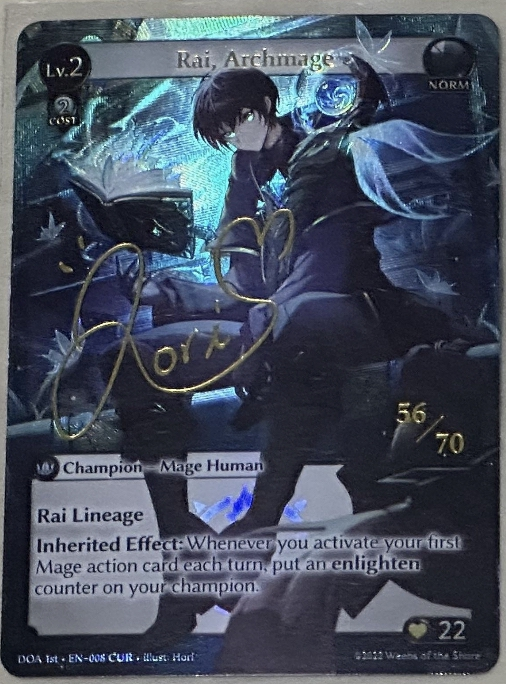 Rai, Archmage
Lv.2
NORM
2
COST
56/70
Champion – Mage Human
Rai Lineage
Inherited Effect: Whenever you activate your first
Mage action card each turn, put an enlighten
counter on your champion.
22
DOA 1st • EN-008 CUR • illust: Hori
©2022 Weebs of the Shore